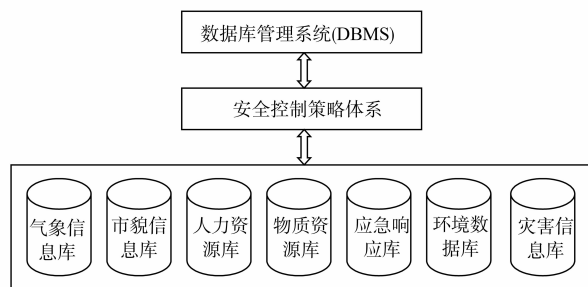 数据库管理系统(DBMS)
安全控制策略体系
气象信
息库
市貌信
息库
人力资
源库
物质资
源库
应急响
应库
环境数
据库
灾害信
息库